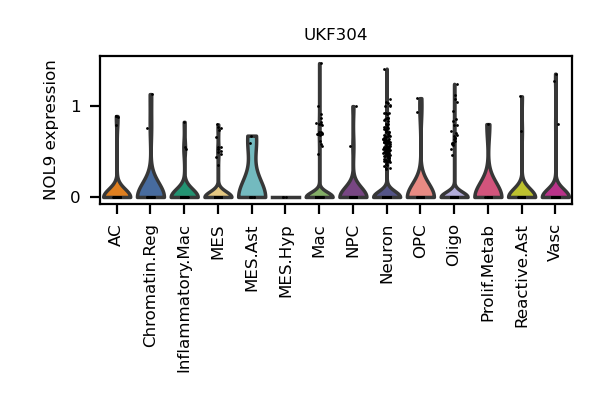 UKF304
NOL9 expression
1
0
AC
Chromatin.Reg
Inflammatory.Mac
MES
MES.Ast
MES.Hyp
Mac
NPC
Neuron
OPC
Oligo
Prolif.Metab
Reactive.Ast
Vasc